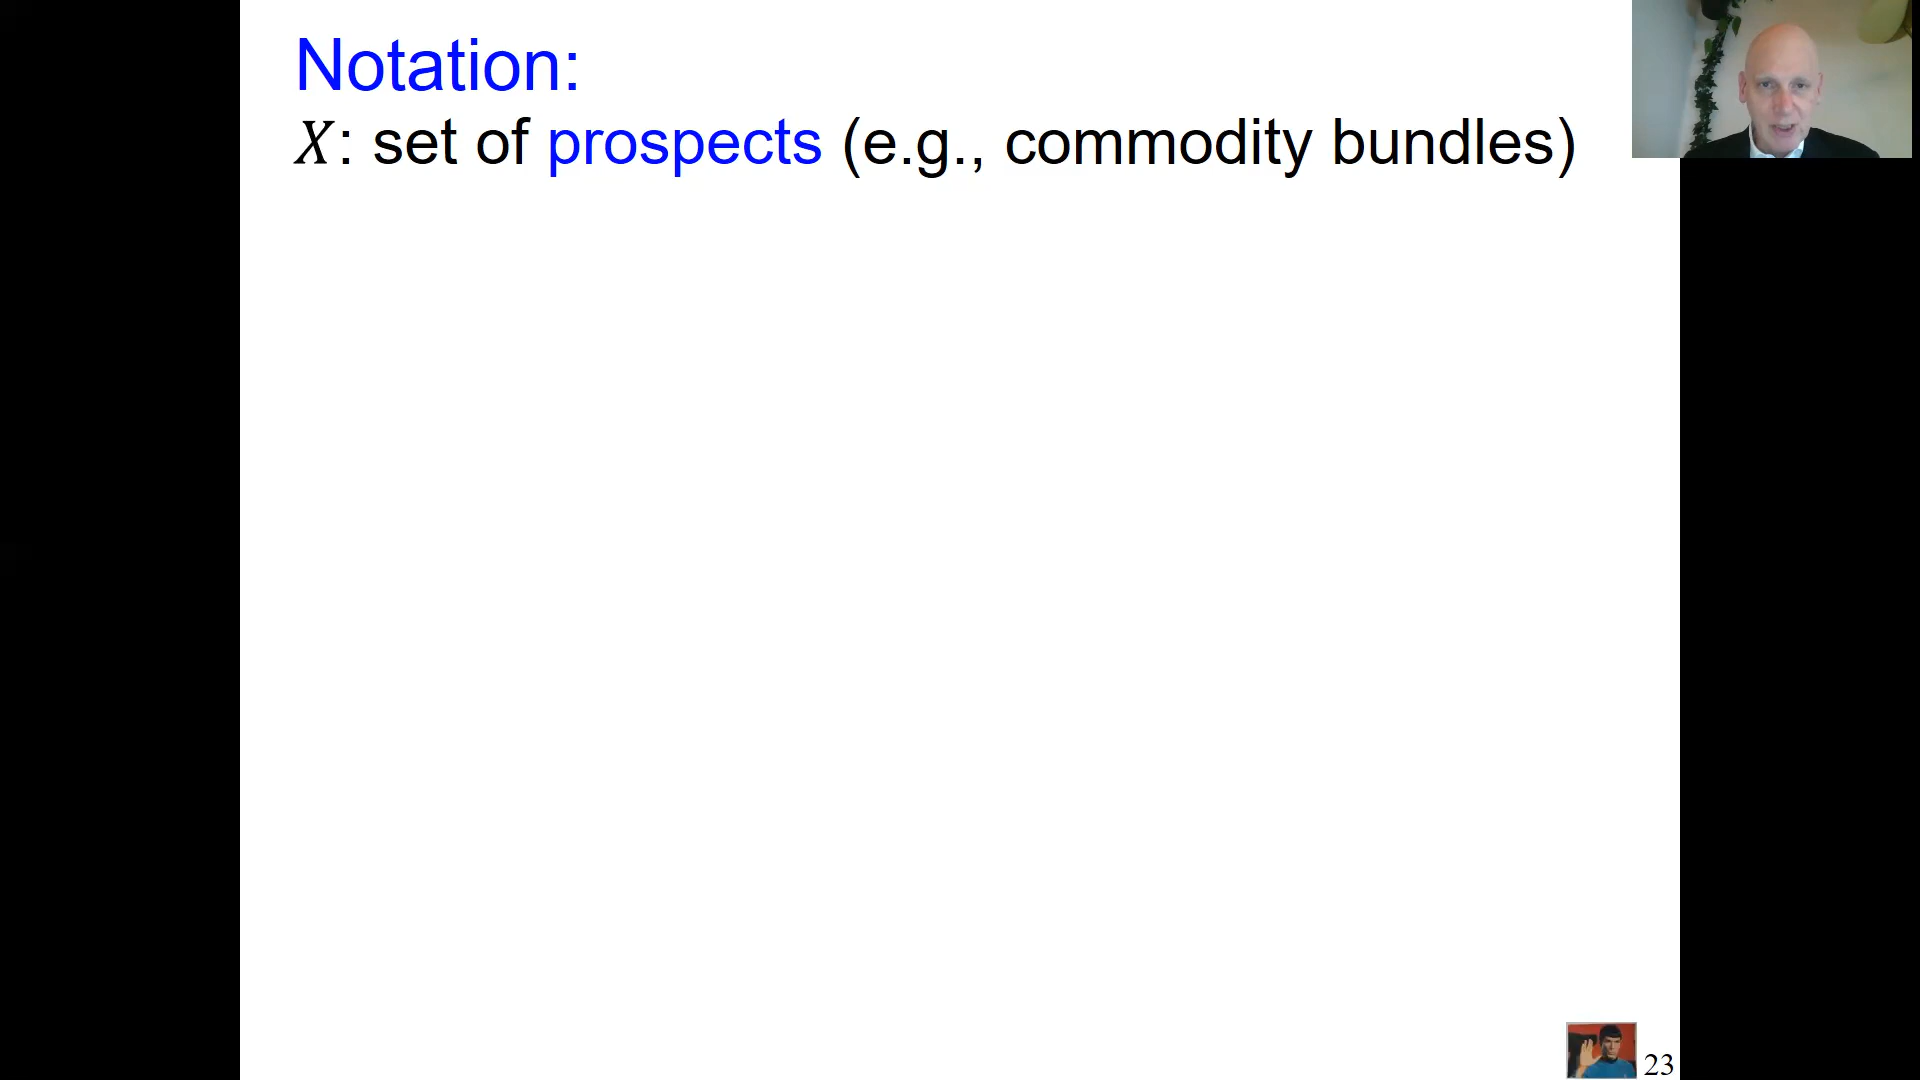 Notation:
X: set of prospects (e.g., commodity bundles)
23